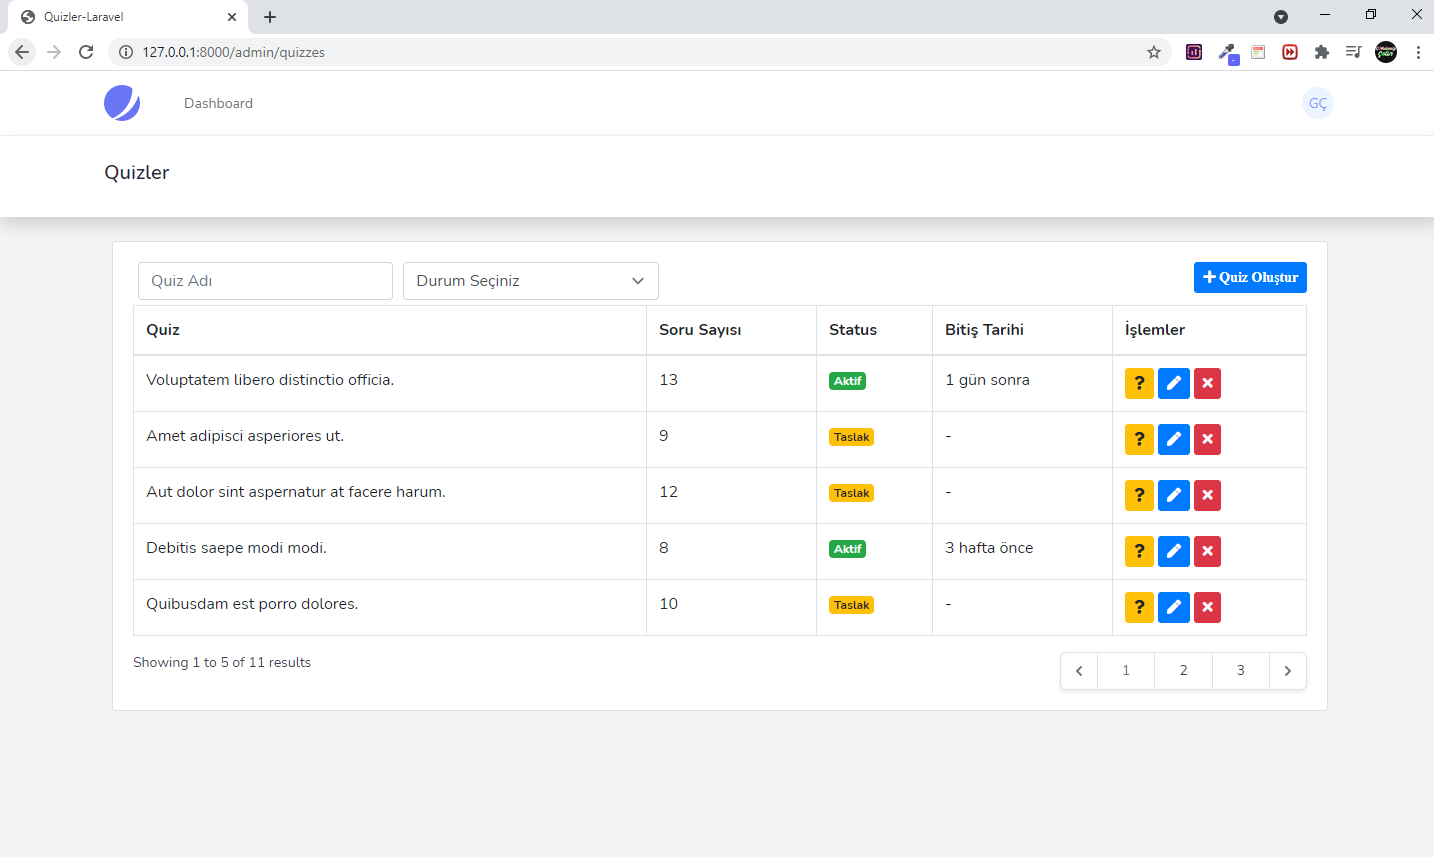 Quizler-Laravel
127.0.0.1:8000/admin/quizzes
Dashboard
GÇ
Quizler
Quiz Adı
Durum Seçiniz
Quiz Oluştur
Quiz Soru Sayısı Status Bitiş Tarihi İşlemler
Voluptatem libero distinctio officia. 13 Aktif 1 gün sonra ?
Amet adipisci asperiores ut. 9 Taslak - ?
Aut dolor sint aspernatur at facere harum. 12 Taslak - ?
Debitis saepe modi modi. 8 Aktif 3 hafta önce ?
Quibusdam est porro dolores. 10 Taslak - ?
Showing 1 to 5 of 11 results
1 2 3